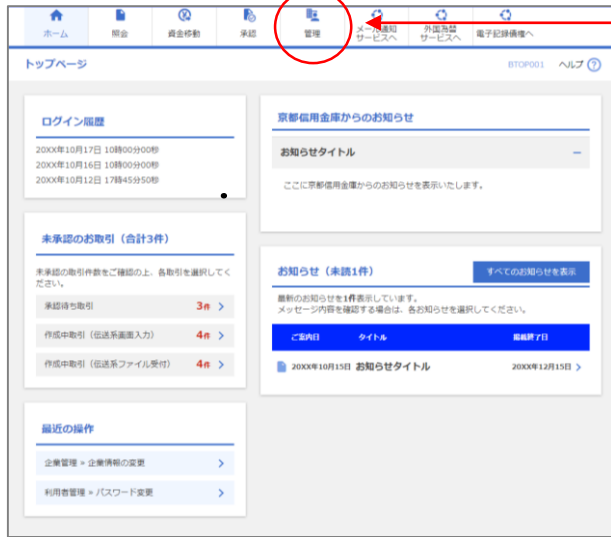 ホーム 照会 資金移動 承認 管理 メール通知 外国為替 電子記録債権へ
サービスへ サービスへ
トップページ BTOP001 ヘルプ ?
ログイン履歴
20XX年10月17日 10時00分00秒
20XX年10月16日 10時00分00秒
20XX年10月12日 17時45分50秒
京都信用金庫からのお知らせ
お知らせタイトル
ここに京都信用金庫からのお知らせを表示いたします。
未承認のお取引（合計3件）
未承認の取引件数をご確認の上、各取引を選択してく
ださい。
承認待ち取引 3件
作成中取引（伝送系画面入力） 4件
作成中取引（伝送系ファイル受付） 4件
お知らせ（未読1件） すべてのお知らせを表示
最新のお知らせを1件表示しています。
メッセージ内容を確認する場合は、各お知らせを選択してください。
ご案内日 タイトル 掲載終了日
20XX年10月15日 お知らせタイトル 20XX年12月15日
最近の操作
企業管理 » 企業情報の変更
利用者管理 » パスワード変更